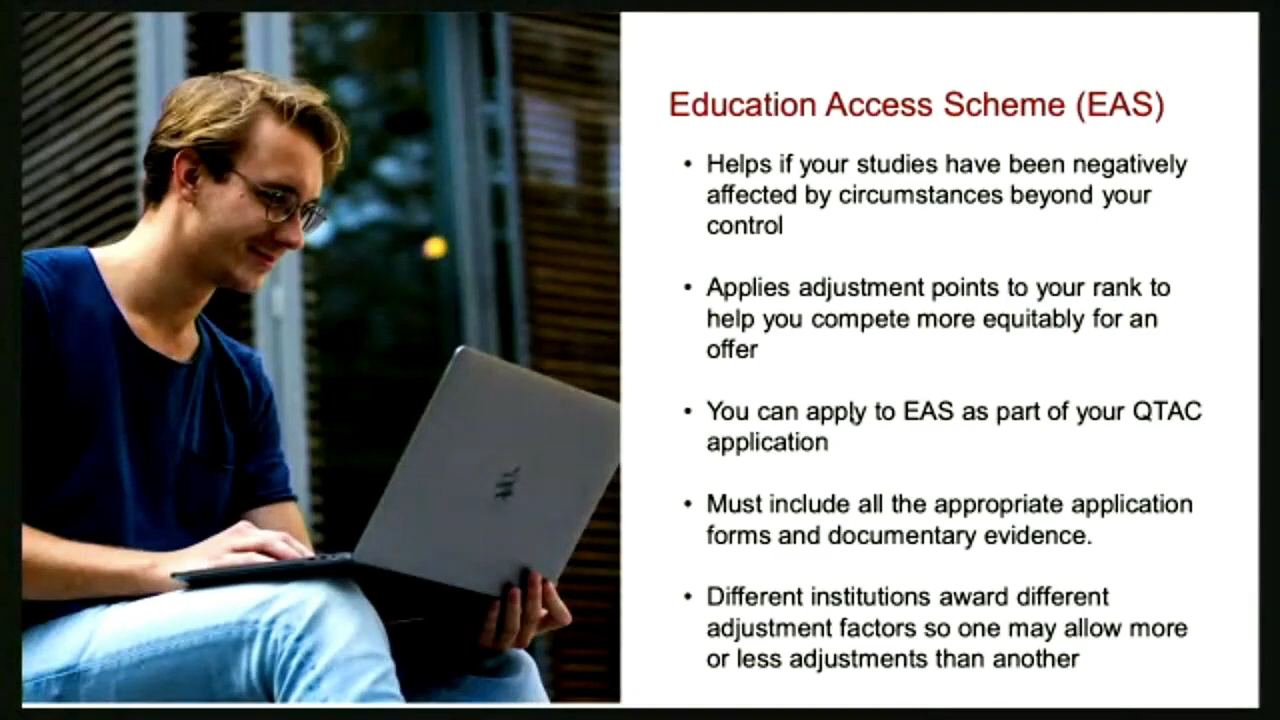 Education Access Scheme (EAS)
• Helps if your studies have been negatively
affected by circumstances beyond your
control
• Applies adjustment points to your rank to
help you compete more equitably for an
offer
• You can apply to EAS as part of your QTAC
application
• Must include all the appropriate application
forms and documentary evidence.
• Different institutions award different
adjustment factors so one may allow more
or less adjustments than another